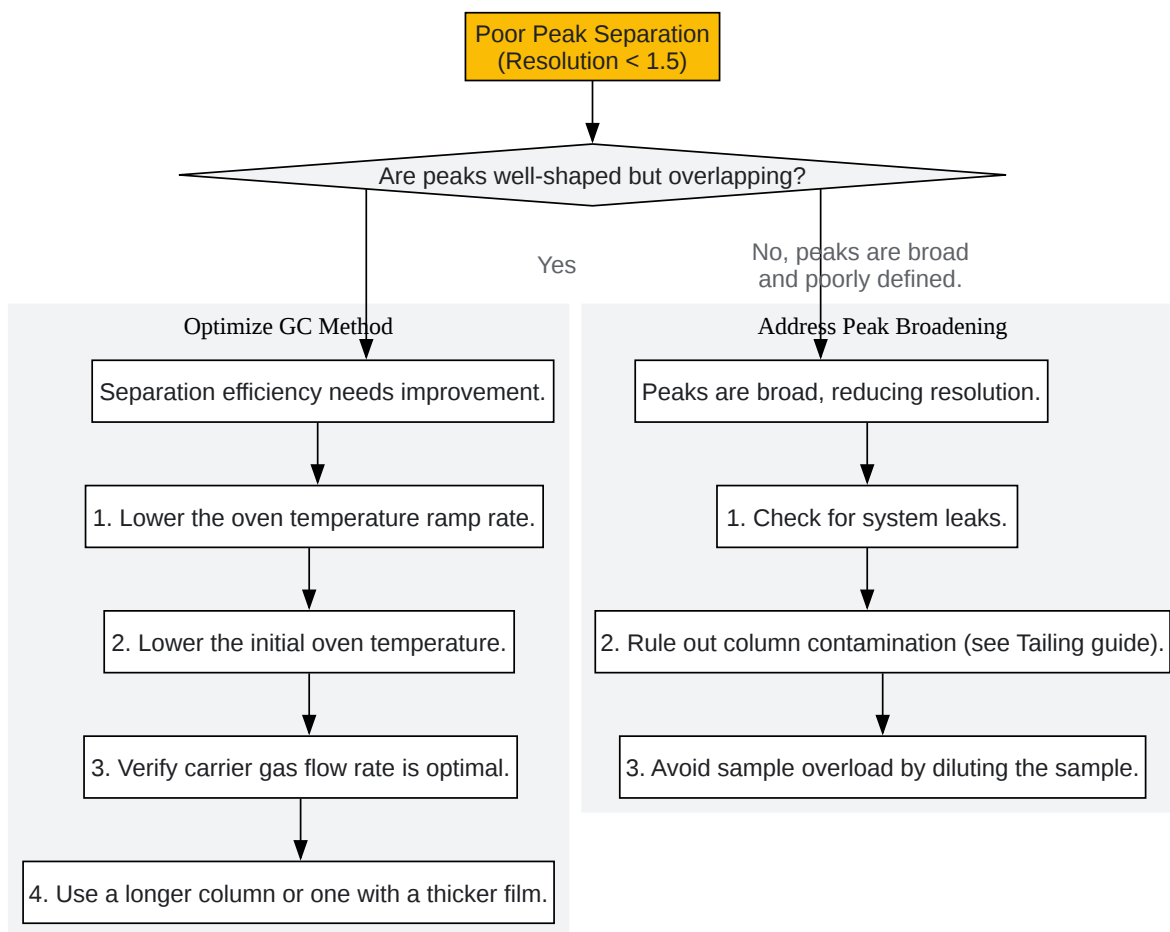 Poor Peak Separation
(Resolution < 1.5)
Are peaks well-shaped but overlapping?
Yes
No, peaks are broad
and poorly defined.
Optimize GC Method
Separation efficiency needs improvement.
1. Lower the oven temperature ramp rate.
2. Lower the initial oven temperature.
3. Verify carrier gas flow rate is optimal.
4. Use a longer column or one with a thicker film.
Address Peak Broadening
Peaks are broad, reducing resolution.
1. Check for system leaks.
2. Rule out column contamination (see Tailing guide).
3. Avoid sample overload by diluting the sample.